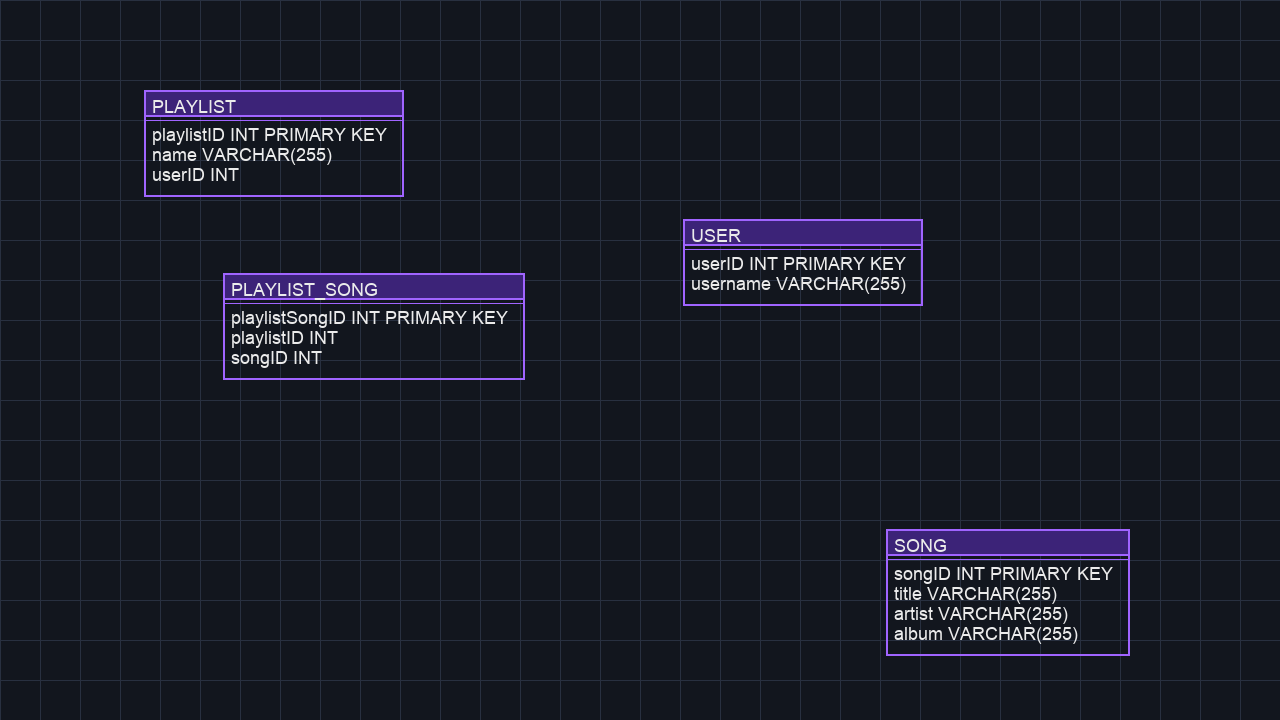 PLAYLIST
playlistID INT PRIMARY KEY
name VARCHAR(255)
userID INT
USER
userID INT PRIMARY KEY
username VARCHAR(255)
PLAYLIST_SONG
playlistSongID INT PRIMARY KEY
playlistID INT
songID INT
SONG
songID INT PRIMARY KEY
title VARCHAR(255)
artist VARCHAR(255)
album VARCHAR(255)